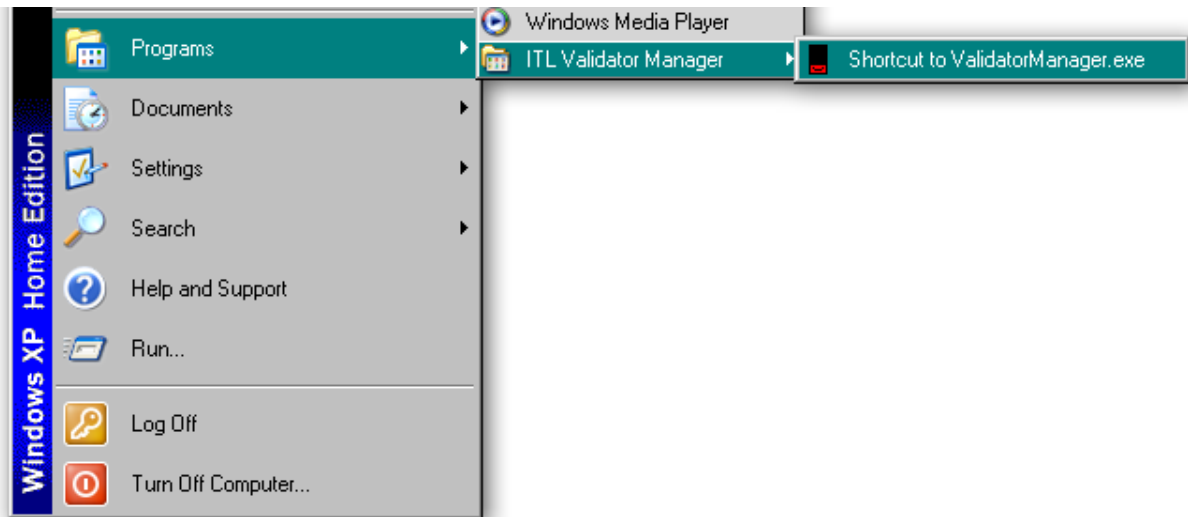 Windows Media Player
Programs
ITL Validator Manager
Shortcut to ValidatorManager.exe
Documents
Settings
Search
Help and Support
Run...
Log Off
Turn Off Computer...
Windows XP Home Edition